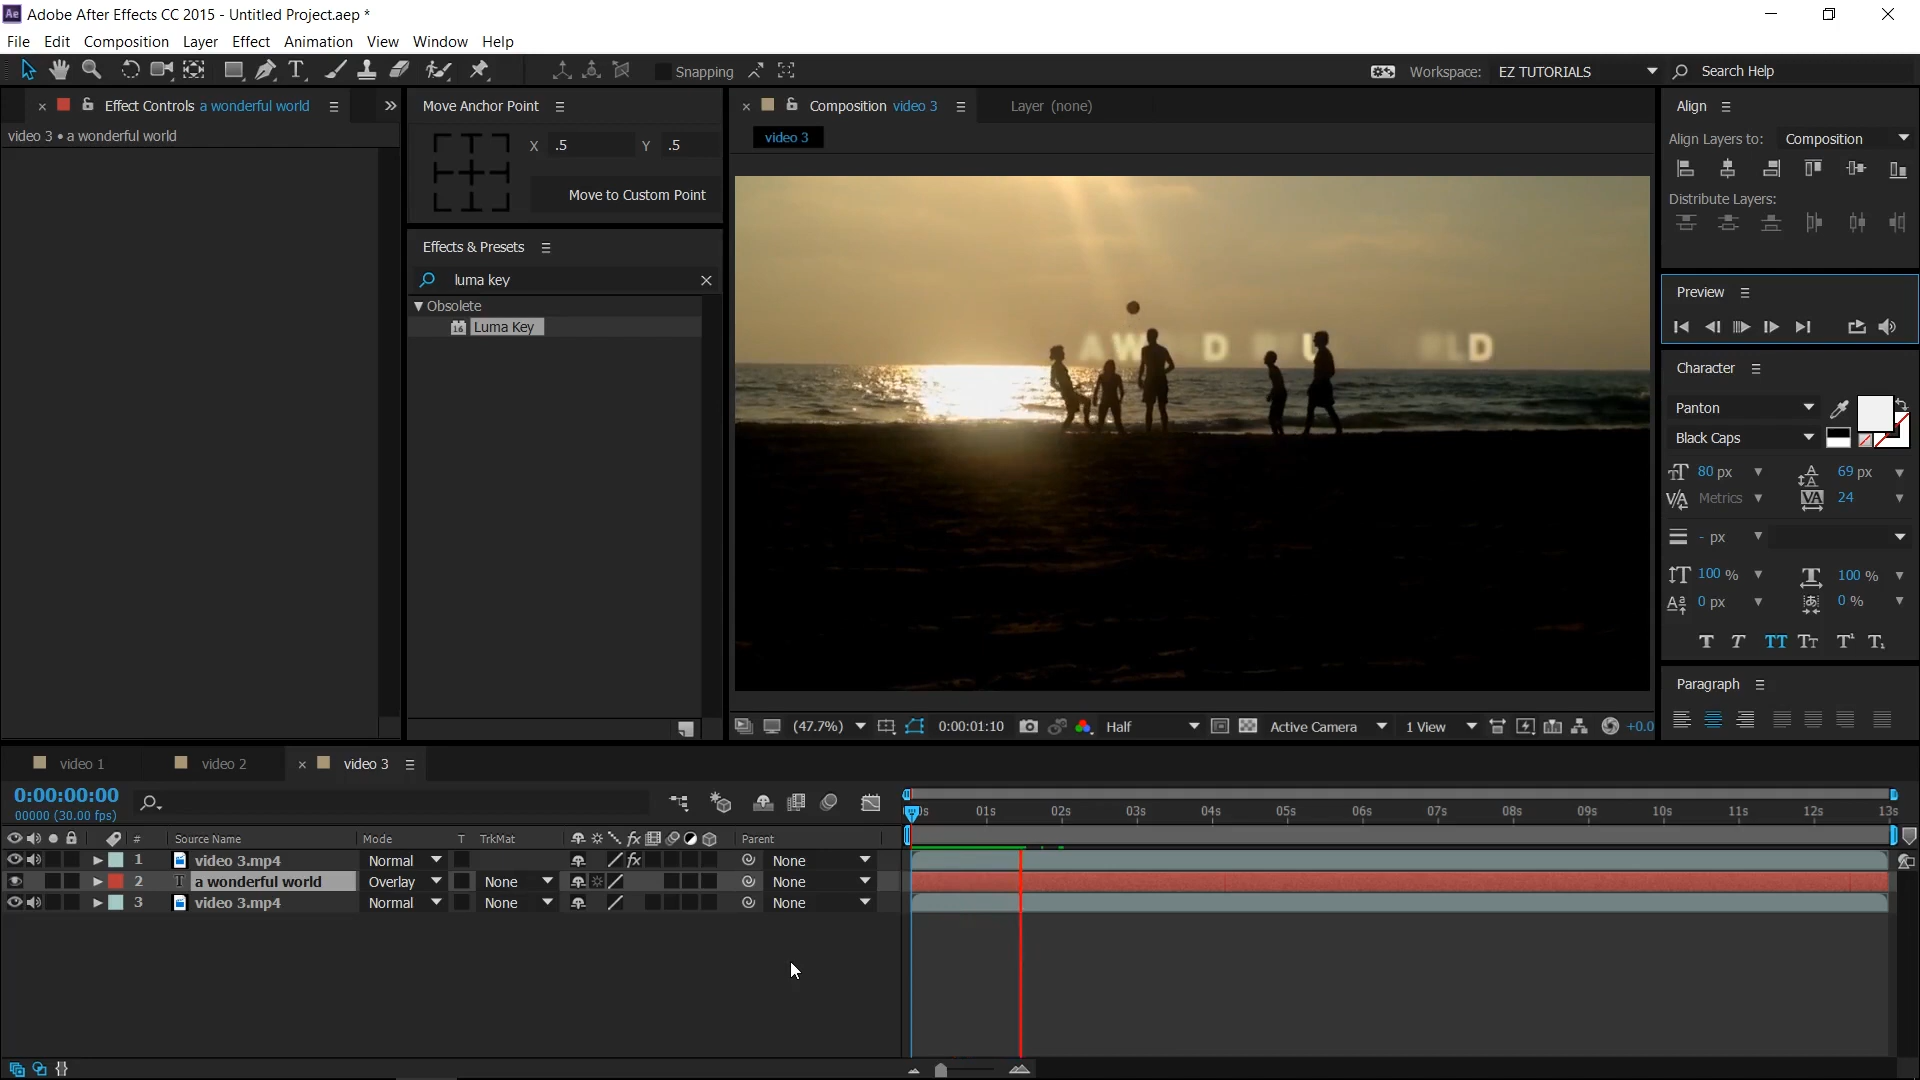 Ae Adobe After Effects CC 2015 - Untitled Project.aep *
File Edit Composition Layer Effect Animation View Window Help
Snapping Workspace: EZ TUTORIALS Search Help
Effect Controls a wonderful world
video 3 • a wonderful world
Move Anchor Point
X .5 Y .5
Move to Custom Point
Effects & Presets
luma key
Obsolete
16 Luma Key
Composition video 3 Layer (none)
video 3
AW D U LD
(47.7%) 0:00:01:10 Half Active Camera 1 View +0.0
Align
Align Layers to: Composition
Distribute Layers:
Preview
Character
Panton
Black Caps
80 px 69 px
Metrics 24
- px
100 % 100 %
0 px 0 %
Paragraph
video 1 video 2 video 3
0:00:00:00
00000 (30.00 fps)
# Source Name Mode T TrkMat Parent
1 video 3.mp4 Normal None
2 T a wonderful world Overlay None None
3 video 3.mp4 Normal None None
01s 02s 03s 04s 05s 06s 07s 08s 09s 10s 11s 12s 13s